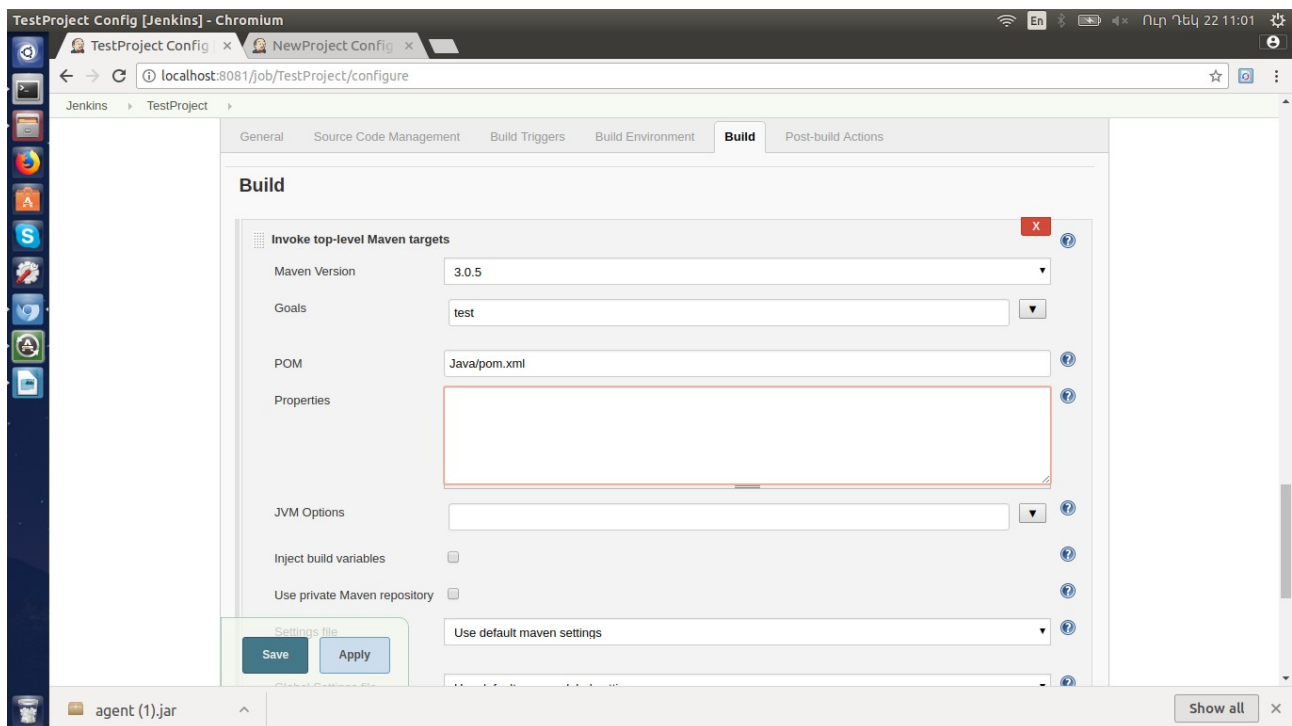 TestProject Config [Jenkins] - Chromium
En
Ուր Դեկ 22 11:01
TestProject Config
NewProject Config
localhost:8081/job/TestProject/configure
Jenkins
TestProject
General
Source Code Management
Build Triggers
Build Environment
Build
Post-build Actions
Build
Invoke top-level Maven targets
X
Maven Version
3.0.5
Goals
test
POM
Java/pom.xml
Properties
JVM Options
Inject build variables
Use private Maven repository
Settings file
Use default maven settings
Save
Apply
Global Settings file
agent (1).jar
Show all